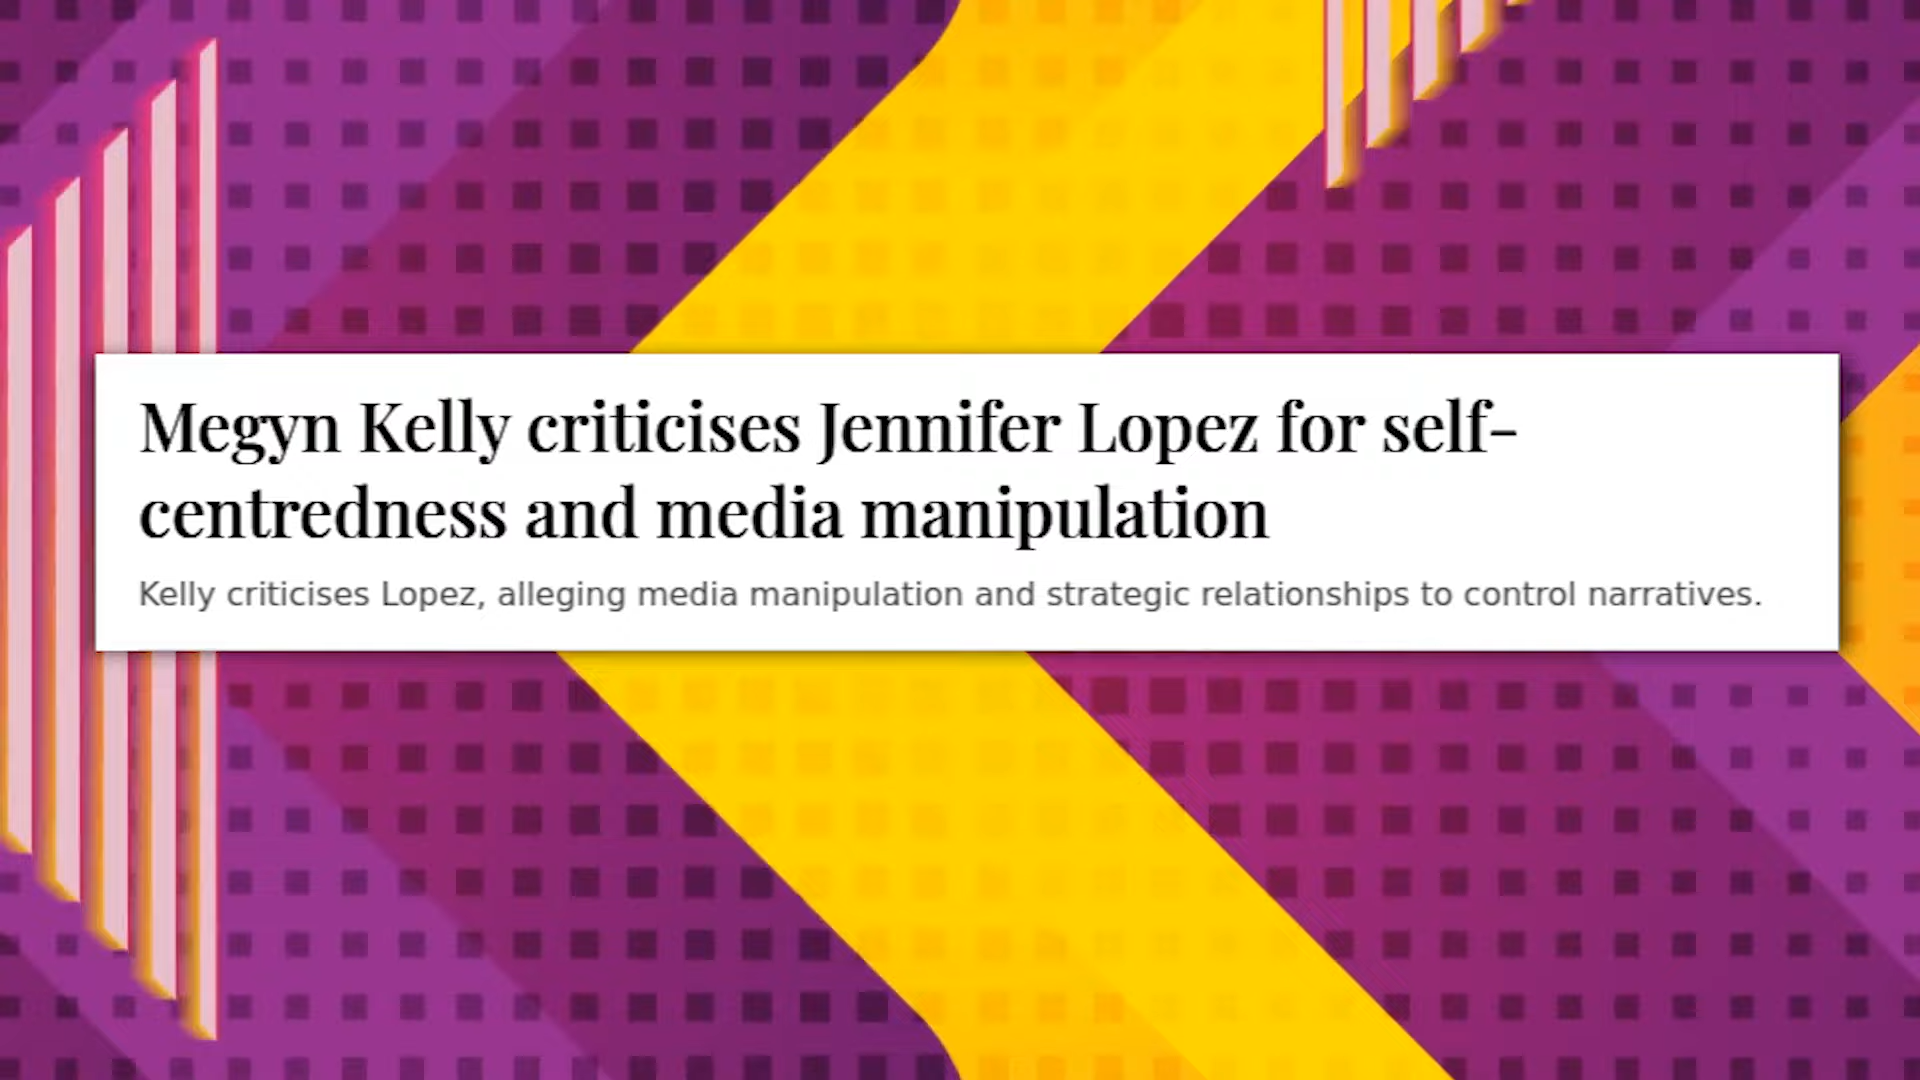 Megyn Kelly criticises Jennifer Lopez for self-
centredness and media manipulation
Kelly criticises Lopez, alleging media manipulation and strategic relationships to control narratives.